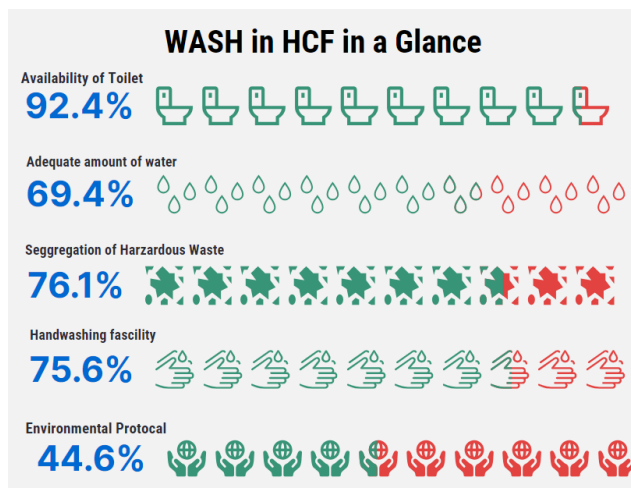 WASH in HCF in a Glance
Availability of Toilet
92.4%
Adequate amount of water
69.4%
Seggregation of Harzardous Waste
76.1%
Handwashing fascility
75.6%
Environmental Protocal
44.6%